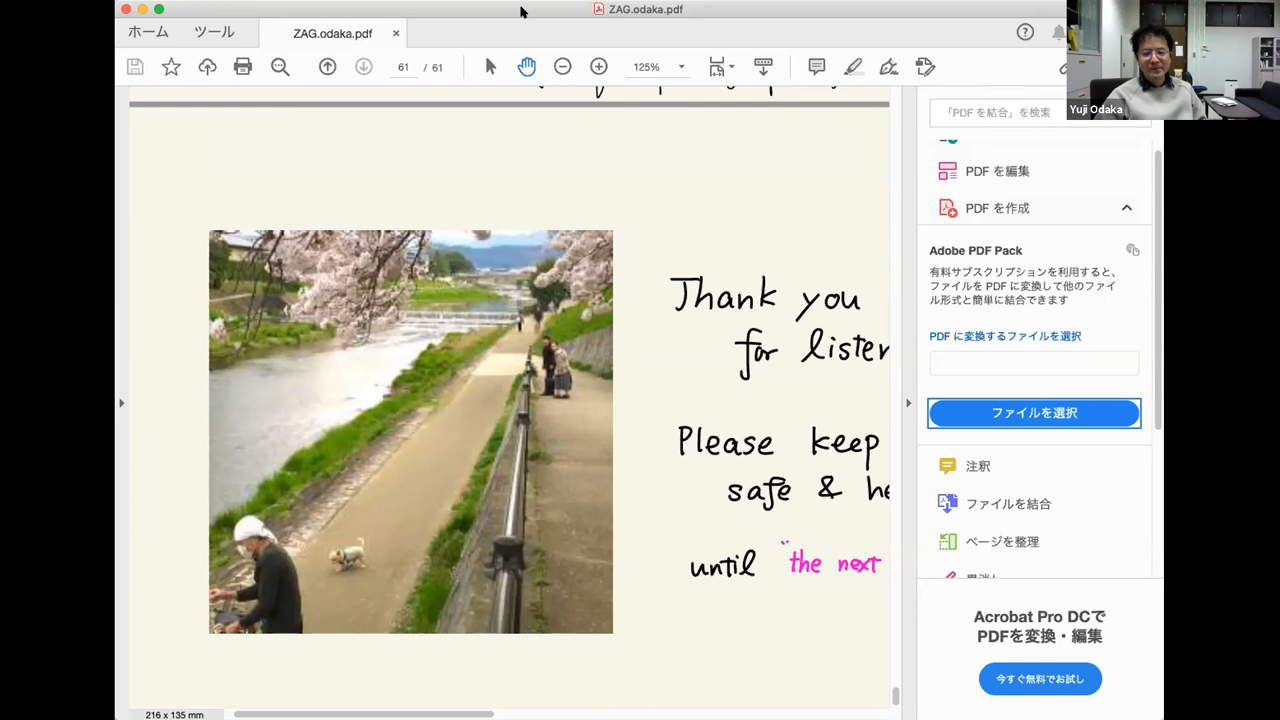 ZAG.odaka.pdf
ホーム
ツール
ZAG.odaka.pdf
×
61 / 61
125%
Yuji Odaka
「PDF を結合」を検索
PDF を編集
PDF を作成
Adobe PDF Pack
有料サブスクリプションを利用すると、
ファイルを PDF に変換して他のファイ
ル形式と簡単に結合できます
PDF に変換するファイルを選択
ファイルを選択
注釈
ファイルを結合
ページを整理
Acrobat Pro DCで
PDFを変換・編集
今すぐ無料でお試し
Thank you
for listen
Please keep
safe & he
until "the next
216 x 135 mm